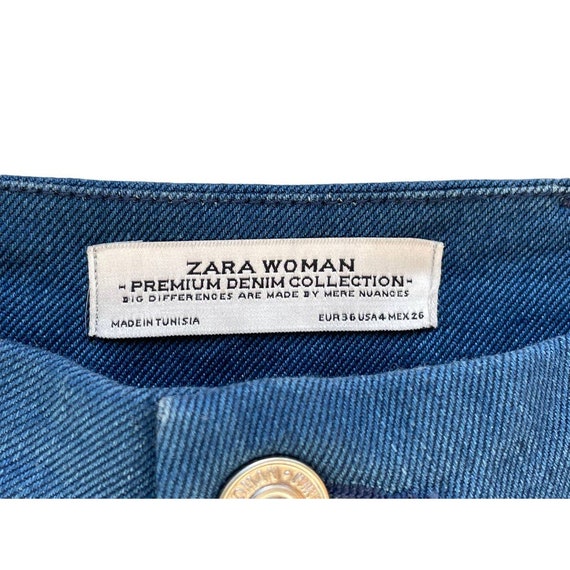 ZARA WOMAN
- PREMIUM DENIM COLLECTION -
BIG DIFFERENCES ARE MADE BY MERE NUANCES
MADE IN TUNISIA EUR 36 USA 4 MEX 26